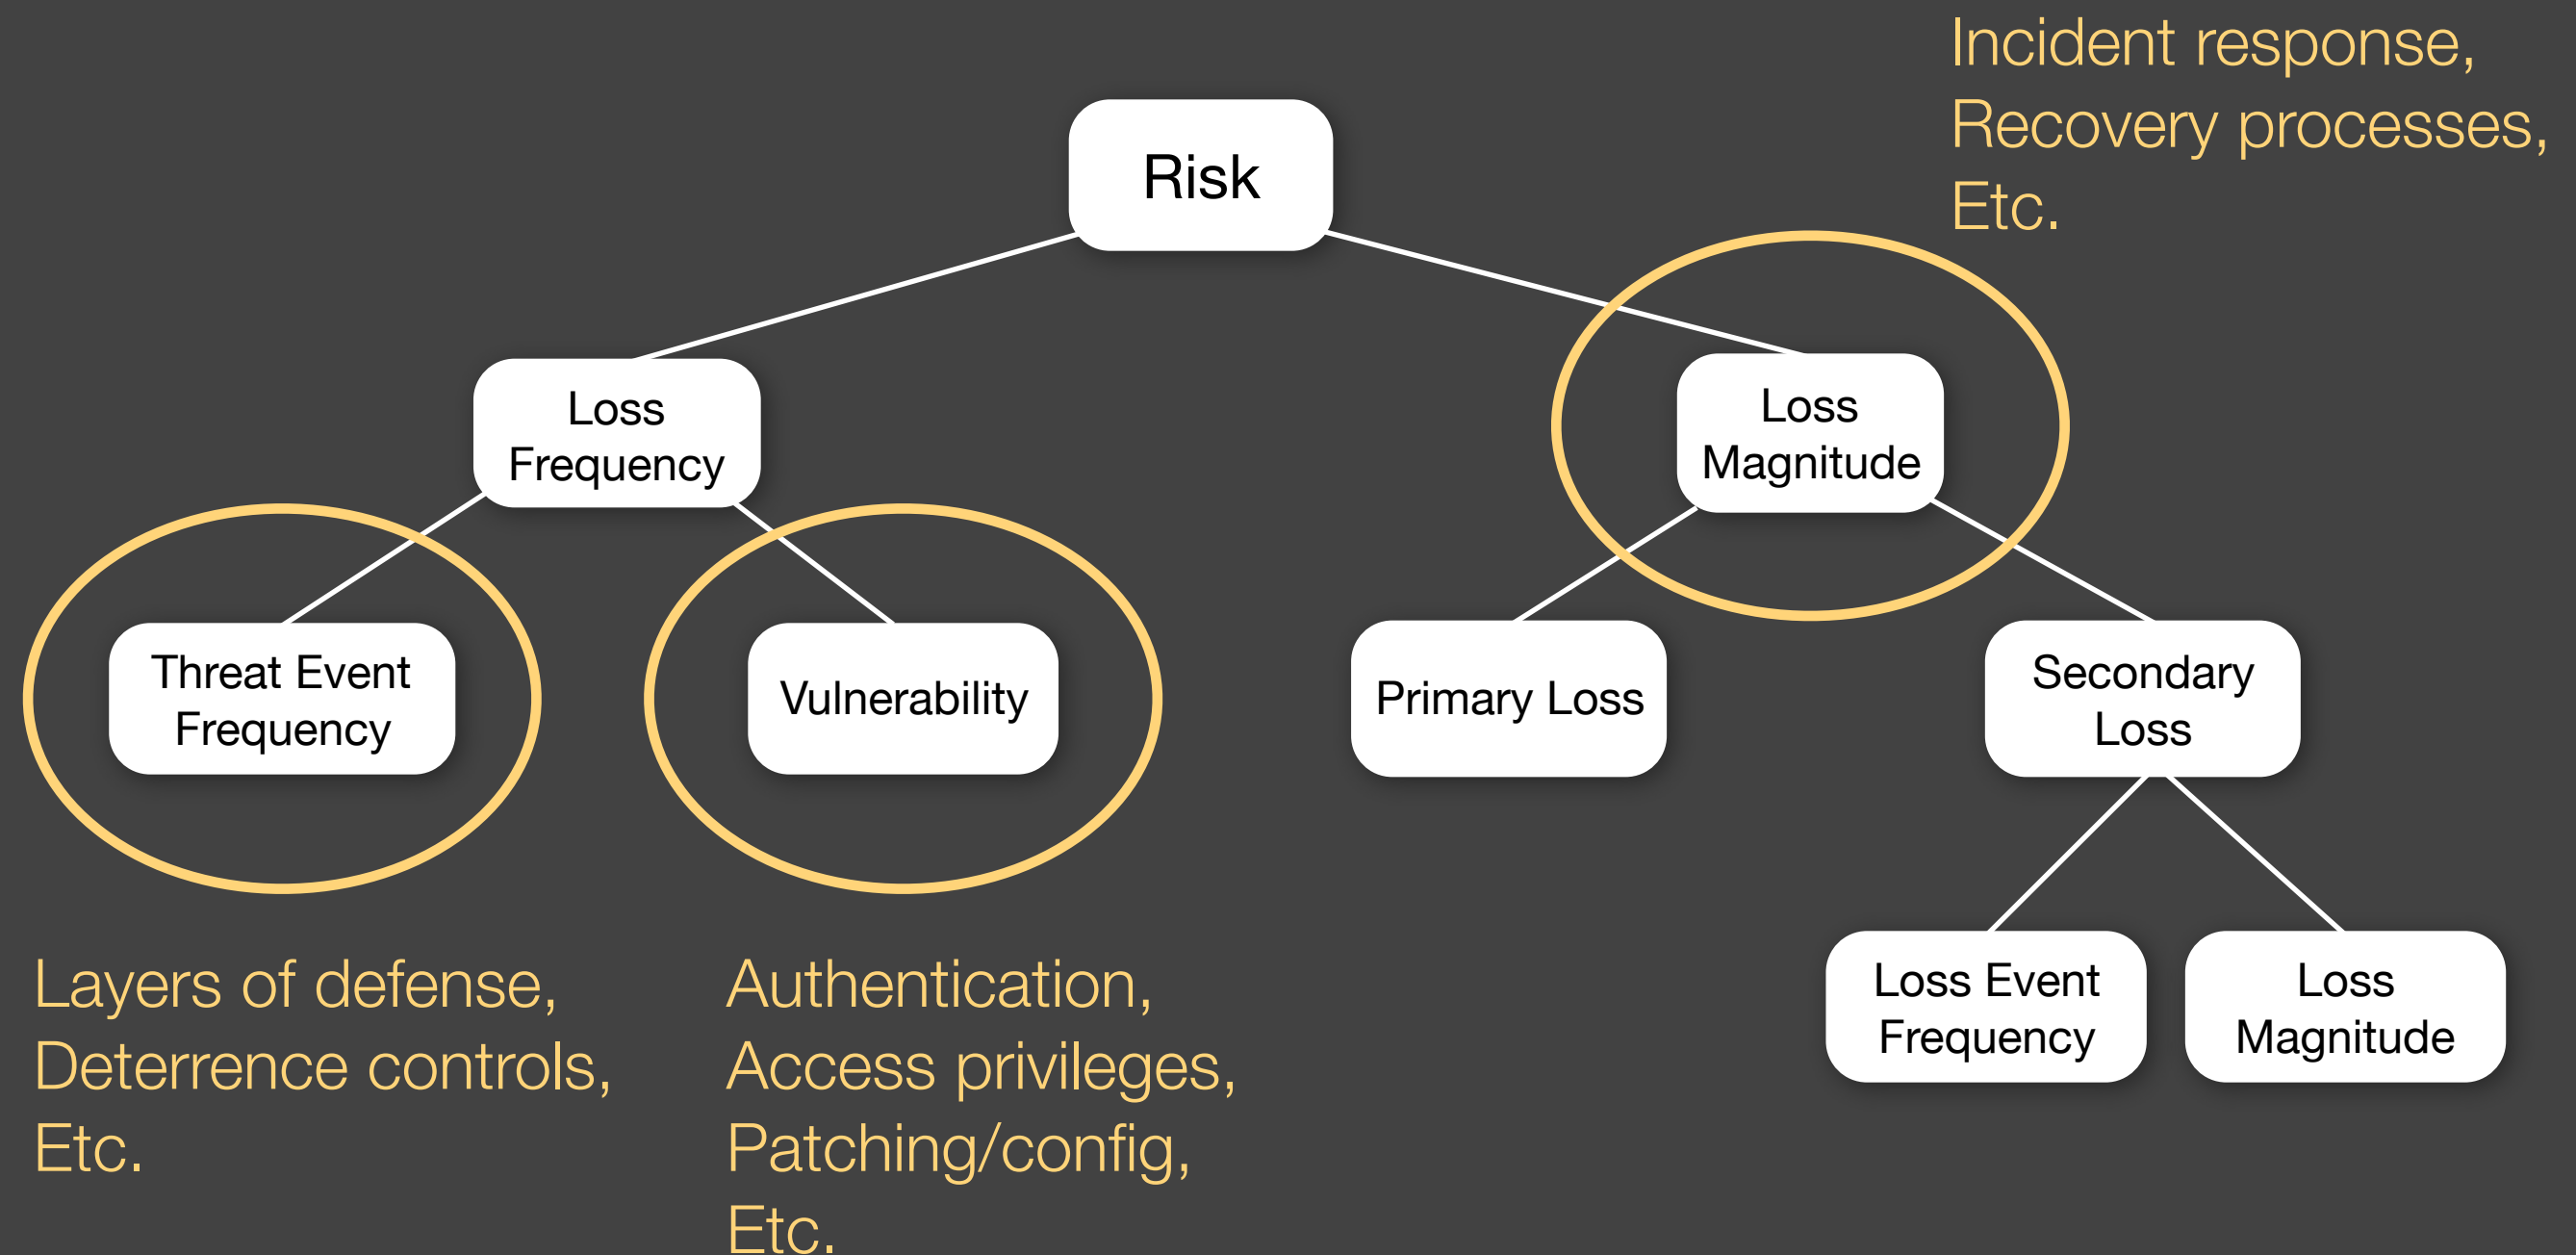 Incident response,
Recovery processes,
Etc.
Risk
Loss
Frequency
Loss
Magnitude
Threat Event
Frequency
Vulnerability
Primary Loss
Secondary
Loss
Layers of defense,
Deterrence controls,
Etc.
Authentication,
Access privileges,
Patching/config,
Etc.
Loss Event
Frequency
Loss
Magnitude